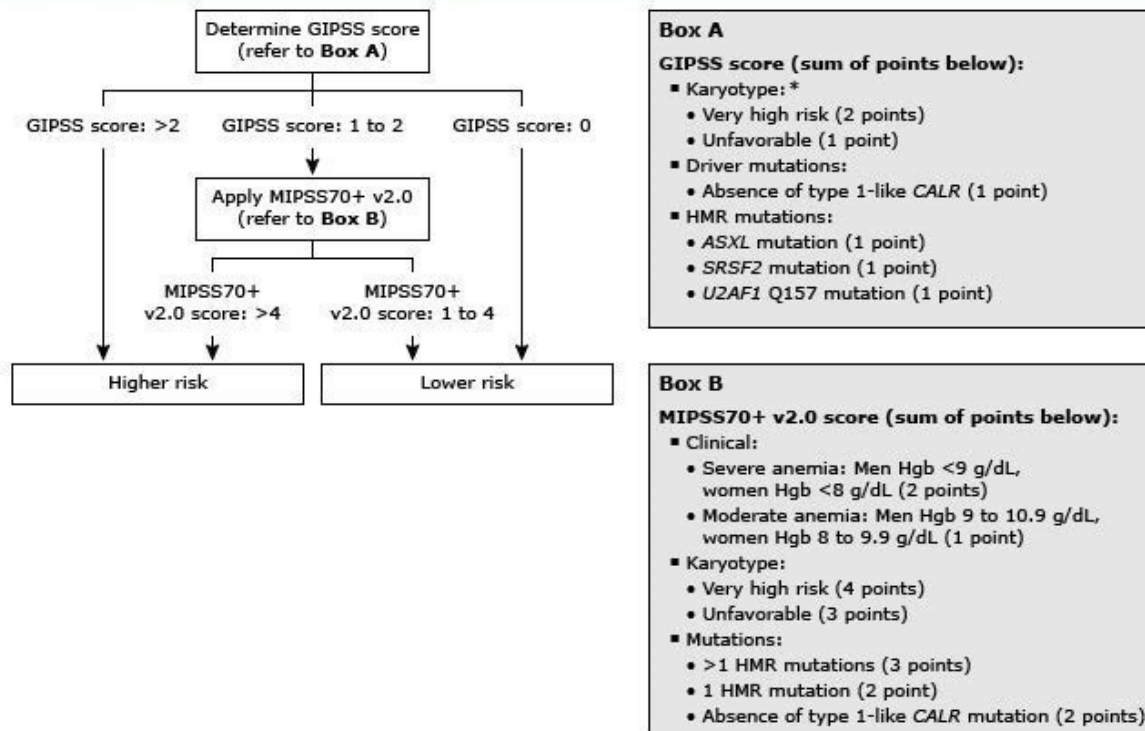 Determine GIPSS score
(refer to Box A)
GIPSS score: >2
GIPSS score: 1 to 2
GIPSS score: 0
Apply MIPSS70+ v2.0
(refer to Box B)
MIPSS70+
v2.0 score: >4
MIPSS70+
v2.0 score: 1 to 4
Higher risk
Lower risk
Box A
GIPSS score (sum of points below):
▪ Karyotype: *
• Very high risk (2 points)
• Unfavorable (1 point)
▪ Driver mutations:
• Absence of type 1-like CALR (1 point)
▪ HMR mutations:
• ASXL mutation (1 point)
• SRSF2 mutation (1 point)
• U2AF1 Q157 mutation (1 point)
Box B
MIPSS70+ v2.0 score (sum of points below):
▪ Clinical:
• Severe anemia: Men Hgb <9 g/dL,
women Hgb <8 g/dL (2 points)
• Moderate anemia: Men Hgb 9 to 10.9 g/dL,
women Hgb 8 to 9.9 g/dL (1 point)
▪ Karyotype:
• Very high risk (4 points)
• Unfavorable (3 points)
▪ Mutations:
• >1 HMR mutations (3 points)
• 1 HMR mutation (2 point)
• Absence of type 1-like CALR mutation (2 points)